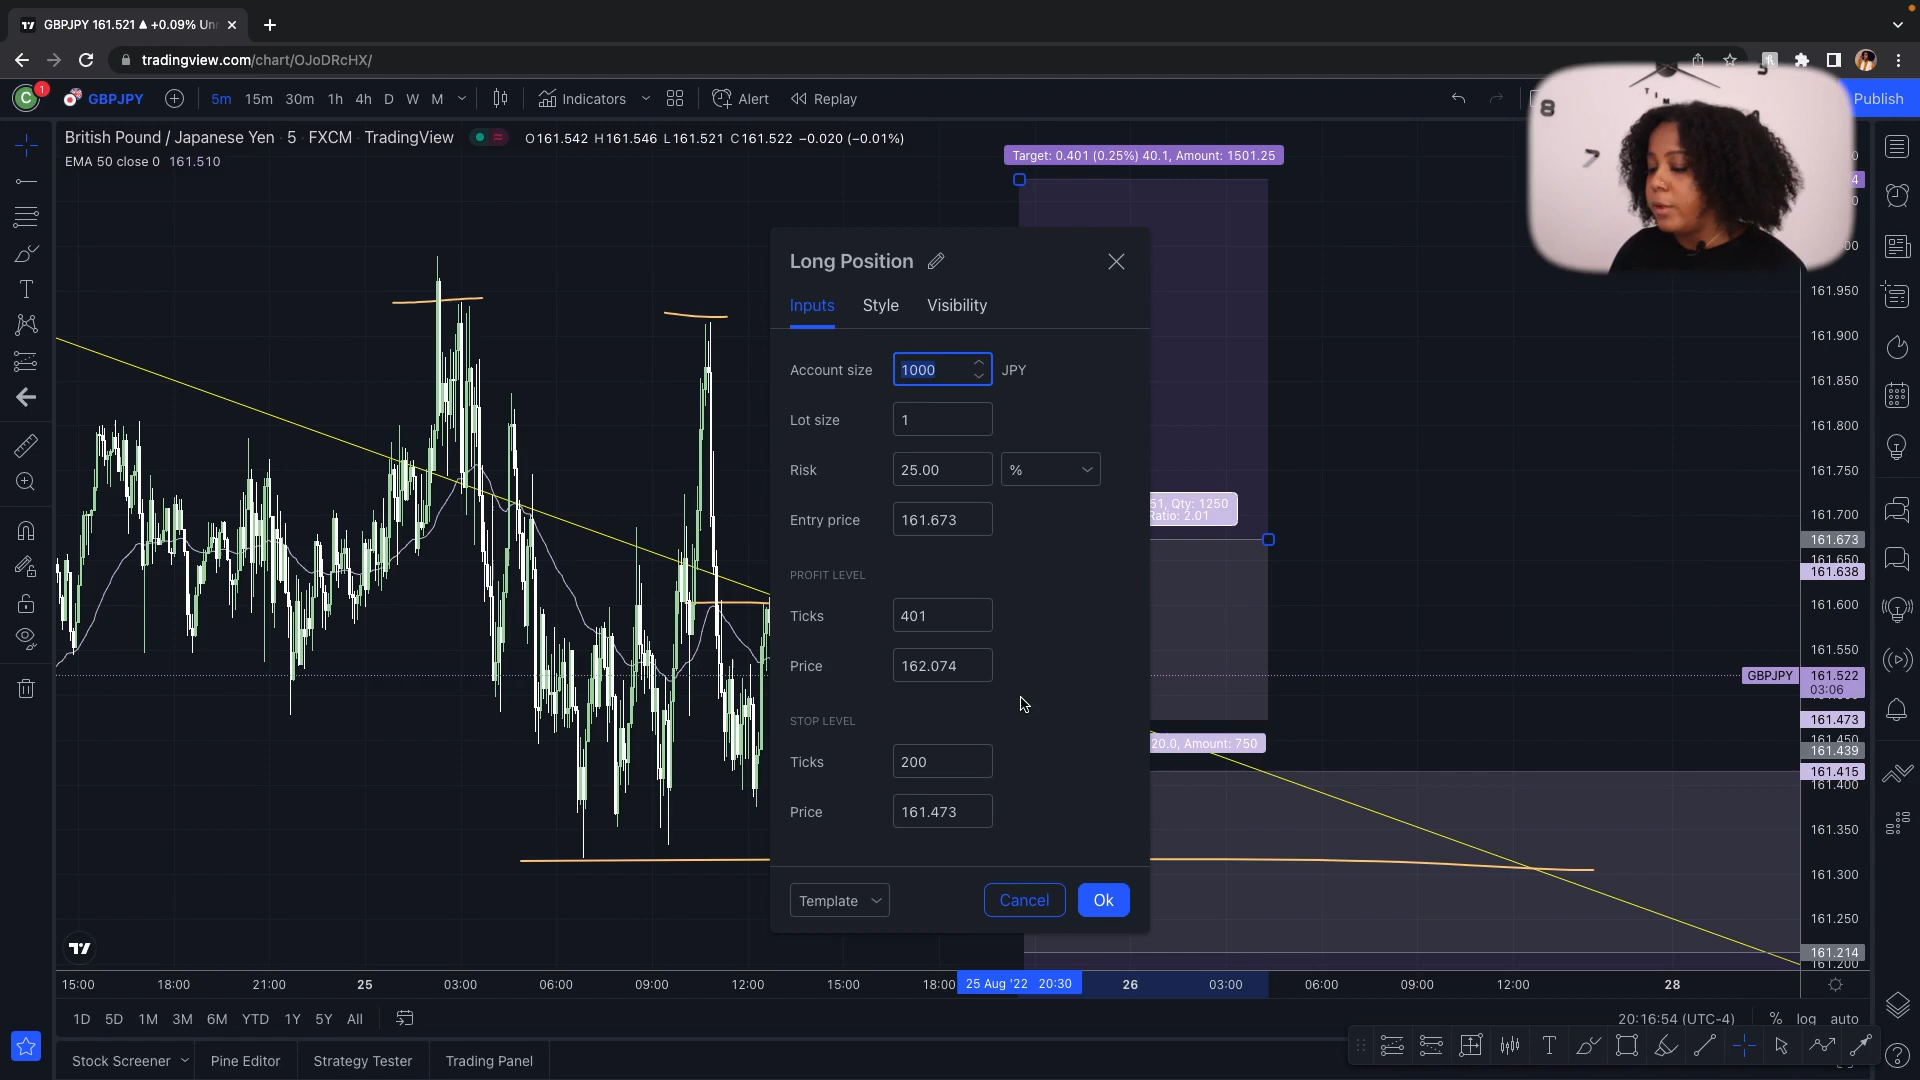 GBPJPY 161.521 ▲ +0.09% Un
tradingview.com/chart/OJoDRcHX/
C 1 GBPJPY 5m 15m 30m 1h 4h D W M Indicators Alert Replay Publish
British Pound / Japanese Yen · 5 · FXCM · TradingView O161.542 H161.546 L161.521 C161.522 −0.020 (−0.01%)
EMA 50 close 0 161.510
Target: 0.401 (0.25%) 40.1, Amount: 1501.25
8
TIM
Long Position
Inputs Style Visibility
Account size 1000 JPY
Lot size 1
Risk 25.00 %
Entry price 161.673
PROFIT LEVEL
Ticks 401
Price 162.074
STOP LEVEL
Ticks 200
Price 161.473
Template Cancel Ok
51, Qty: 1250
Ratio: 2.01
20.0, Amount: 750
161.950
161.900
161.850
161.800
161.750
161.700
161.673
161.650
161.638
161.600
161.550
GBPJPY 161.522
03:06
161.473
161.450
161.439
161.415
161.400
161.350
161.300
161.250
161.214
161.200
15:00 18:00 21:00 25 03:00 06:00 09:00 12:00 15:00 18:00 25 Aug '22 20:30 26 03:00 06:00 09:00 12:00 28
1D 5D 1M 3M 6M YTD 1Y 5Y All 20:16:54 (UTC-4) % log auto
Stock Screener Pine Editor Strategy Tester Trading Panel